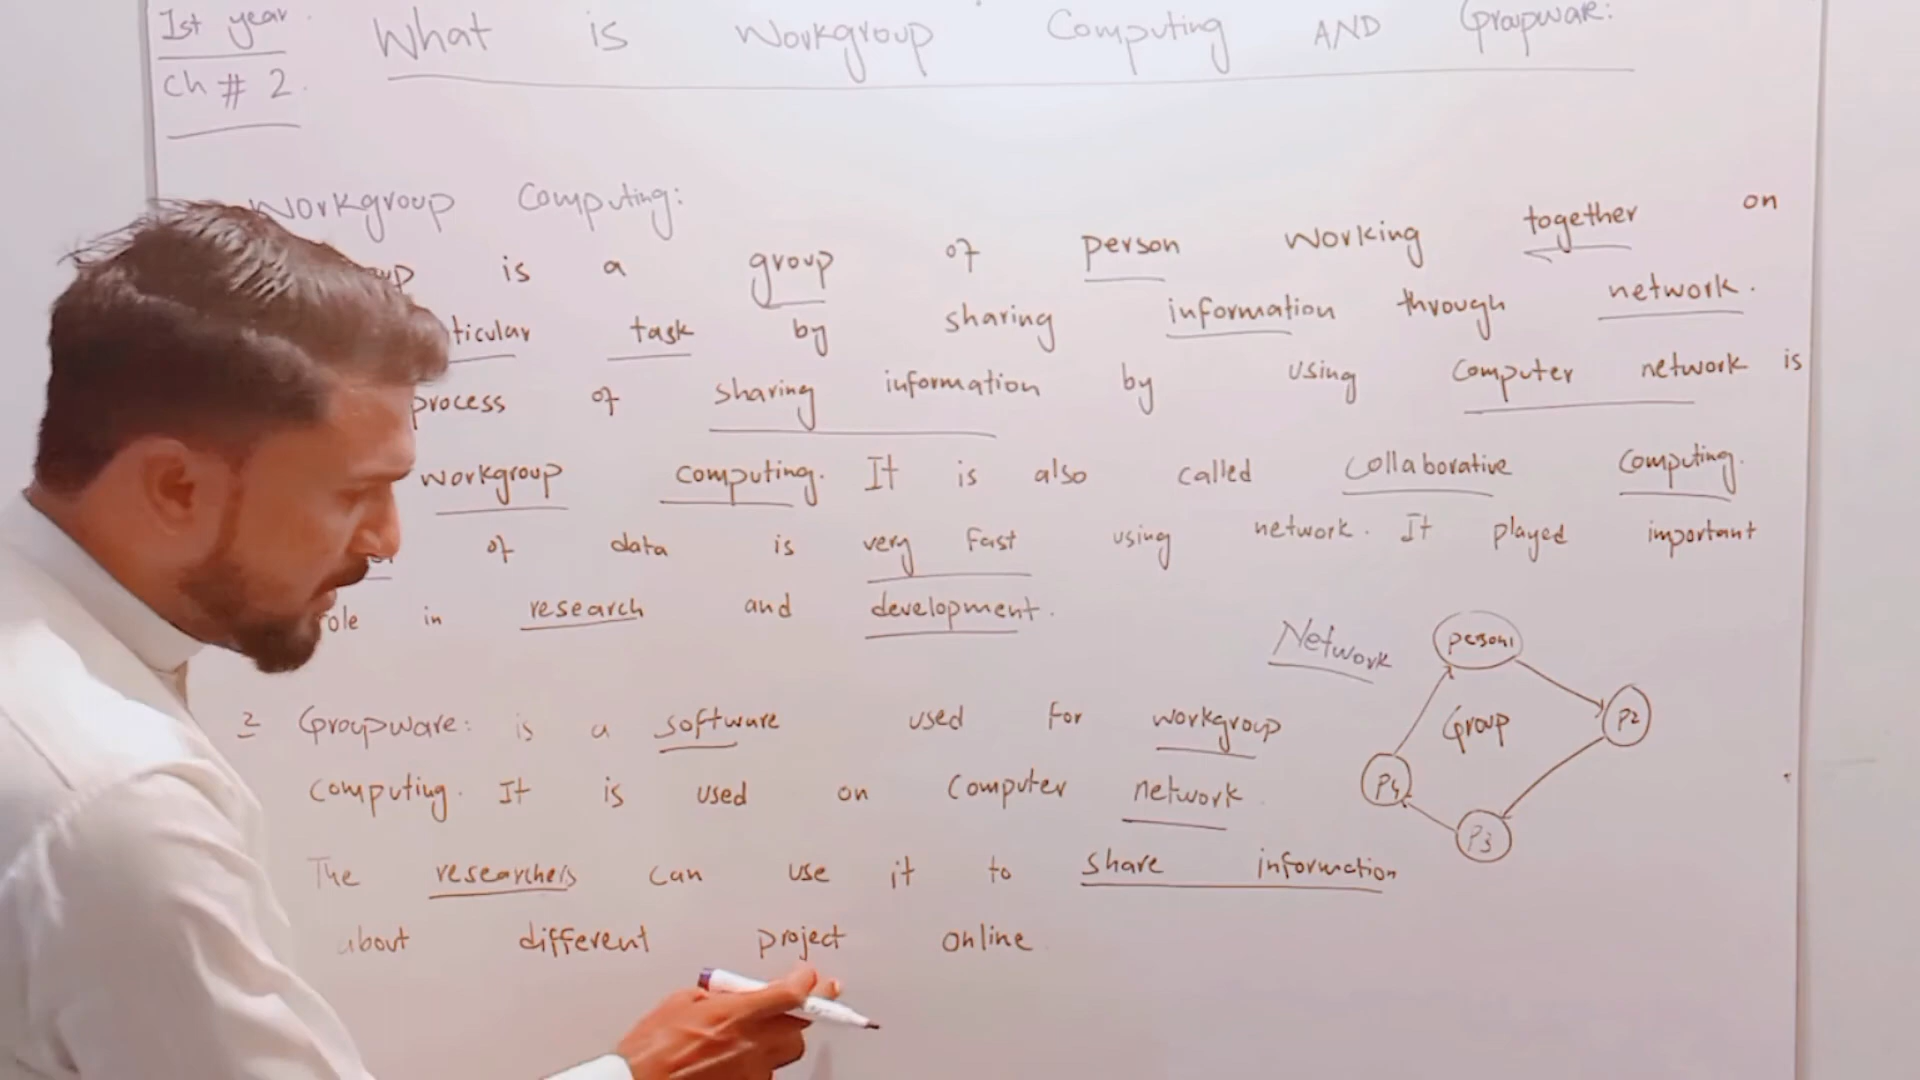 1st year.
Ch # 2.
What is Workgroup Computing AND Groupware:
Workgroup Computing:
is a group of person working together on
task by sharing information through network.
process of sharing information by using computer network is
workgroup computing. It is also called collaborative computing.
of data is very fast using network. It played important
role in research and development.
Network
person1
P2
Group
P4
P3
2 Groupware: is a software used for workgroup
computing. It is used on computer network.
The researchers can use it to share information
about different project online